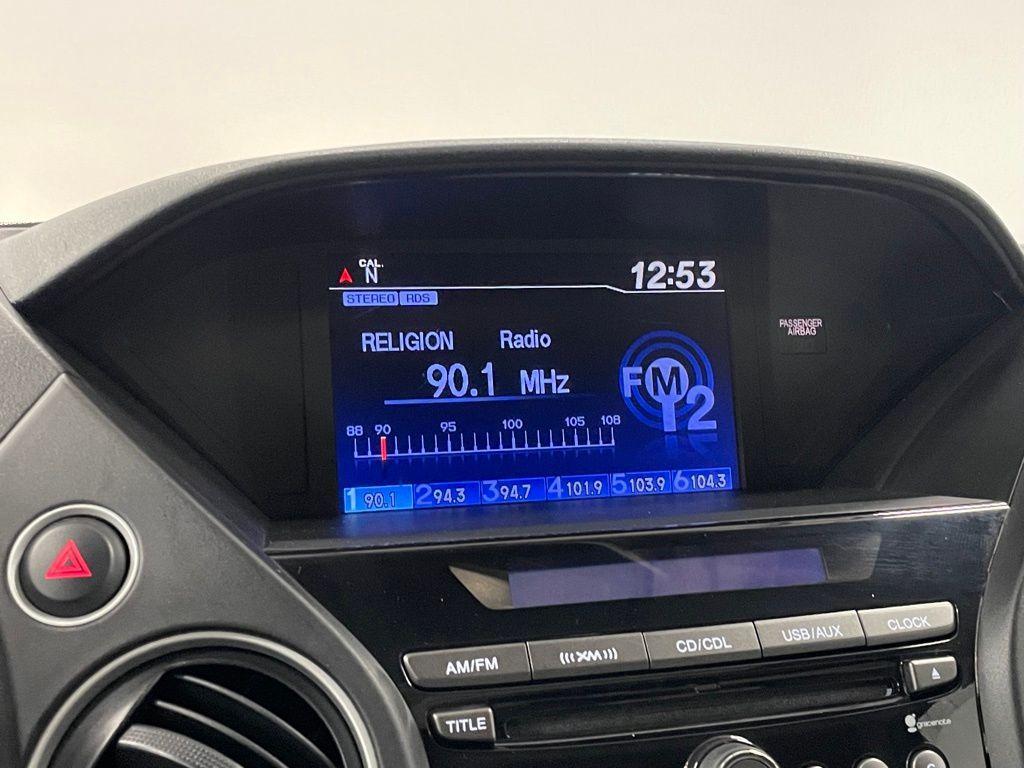 CAL.
N
12:53
STEREO RDS
RELIGION Radio
90.1 MHz
FM2
88 90 95 100 105 108
1 90.1 2 94.3 3 94.7 4 101.9 5 103.9 6 104.3
PASSENGER
AIRBAG
AM/FM (((XM))) CD/CDL USB/AUX CLOCK
TITLE
gracenote